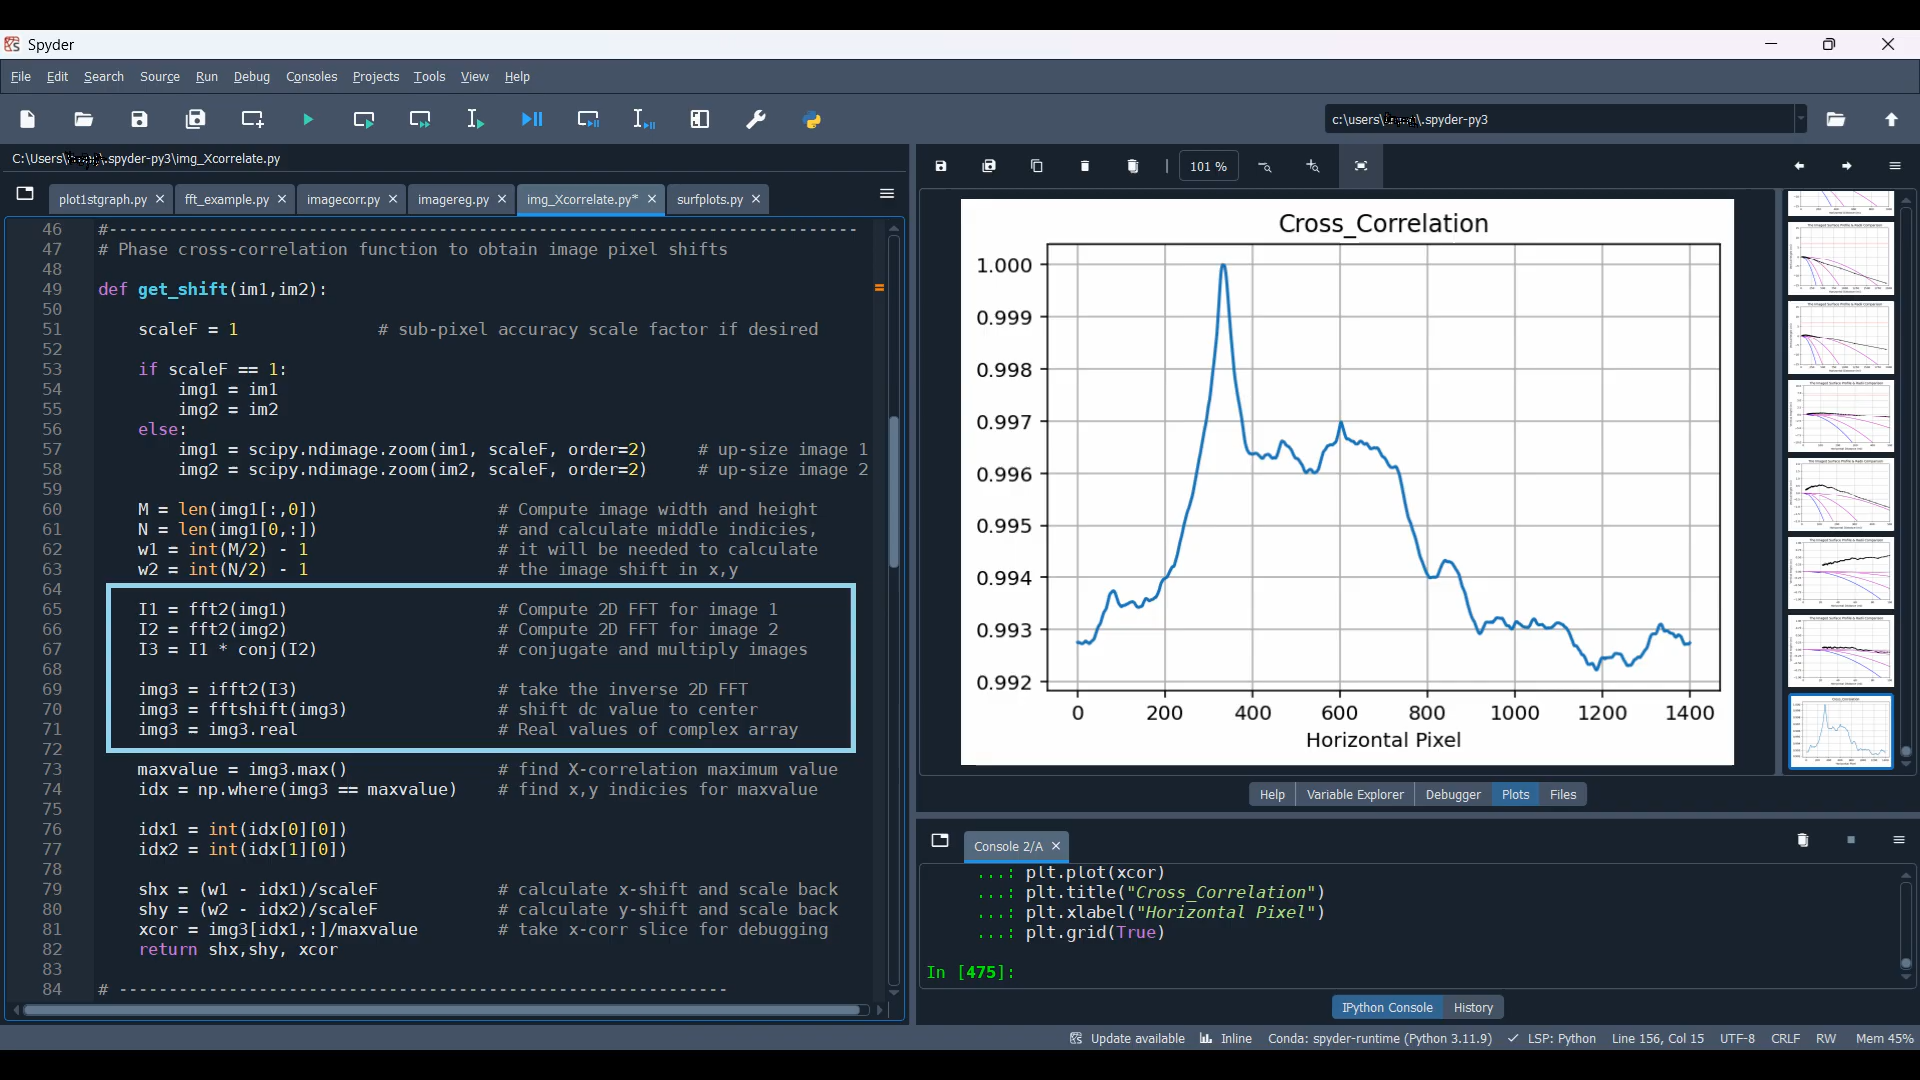 Spyder
File Edit Search Source Run Debug Consoles Projects Tools View Help
c:\users\ \.spyder-py3
C:\Users\ \.spyder-py3\img_Xcorrelate.py
plot1stgraph.py fft_example.py imagecorr.py imagereg.py img_Xcorrelate.py* surfplots.py
46 #---------------------------------------------------------------------------
47 # Phase cross-correlation function to obtain image pixel shifts
48
49 def get_shift(im1,im2):
50
51 scaleF = 1 # sub-pixel accuracy scale factor if desired
52
53 if scaleF == 1:
54 img1 = im1
55 img2 = im2
56 else:
57 img1 = scipy.ndimage.zoom(im1, scaleF, order=2) # up-size image 1
58 img2 = scipy.ndimage.zoom(im2, scaleF, order=2) # up-size image 2
59
60 M = len(img1[:,0]) # Compute image width and height
61 N = len(img1[0,:]) # and calculate middle indicies,
62 w1 = int(M/2) - 1 # it will be needed to calculate
63 w2 = int(N/2) - 1 # the image shift in x,y
64
65 I1 = fft2(img1) # Compute 2D FFT for image 1
66 I2 = fft2(img2) # Compute 2D FFT for image 2
67 I3 = I1 * conj(I2) # conjugate and multiply images
68
69 img3 = ifft2(I3) # take the inverse 2D FFT
70 img3 = fftshift(img3) # shift dc value to center
71 img3 = img3.real # Real values of complex array
72
73 maxvalue = img3.max() # find X-correlation maximum value
74 idx = np.where(img3 == maxvalue) # find x,y indicies for maxvalue
75
76 idx1 = int(idx[0][0])
77 idx2 = int(idx[1][0])
78
79 shx = (w1 - idx1)/scaleF # calculate x-shift and scale back
80 shy = (w2 - idx2)/scaleF # calculate y-shift and scale back
81 xcor = img3[idx1,:]/maxvalue # take x-corr slice for debugging
82 return shx,shy, xcor
83
84 # -------------------------------------------------------------
101 %
Cross_Correlation
1.000
0.999
0.998
0.997
0.996
0.995
0.994
0.993
0.992
0 200 400 600 800 1000 1200 1400
Horizontal Pixel
Help Variable Explorer Debugger Plots Files
Console 2/A
...: plt.plot(xcor)
...: plt.title("Cross_Correlation")
...: plt.xlabel("Horizontal Pixel")
...: plt.grid(True)
In [475]:
IPython Console History
Update available Inline Conda: spyder-runtime (Python 3.11.9) LSP: Python Line 156, Col 15 UTF-8 CRLF RW Mem 45%